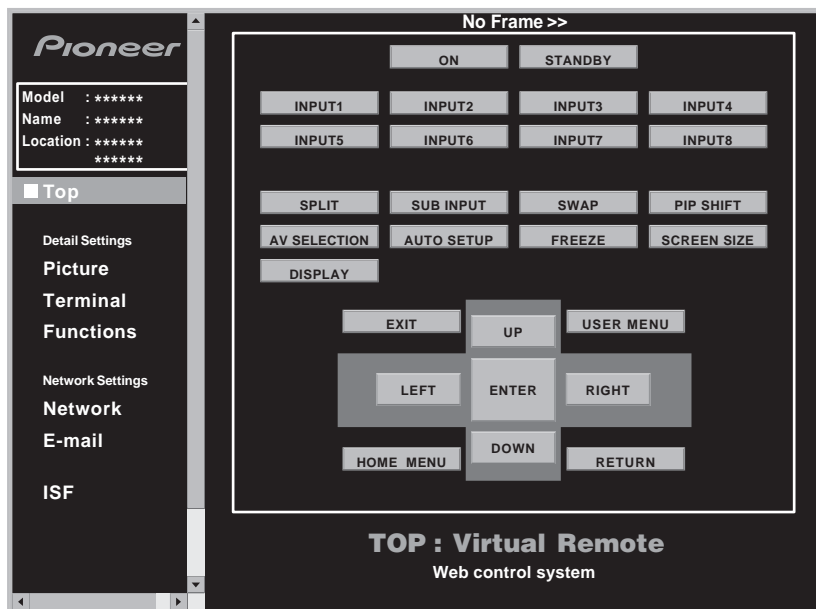 PIONEER
Model : ******
Name : ******
Location : ******
******
Top
Detail Settings
Picture
Terminal
Functions
Network Settings
Network
E-mail
ISF
No Frame >>
ON STANDBY
INPUT1 INPUT2 INPUT3 INPUT4
INPUT5 INPUT6 INPUT7 INPUT8
SPLIT SUB INPUT SWAP PIP SHIFT
AV SELECTION AUTO SETUP FREEZE SCREEN SIZE
DISPLAY
EXIT UP USER MENU
LEFT ENTER RIGHT
HOME MENU DOWN RETURN
TOP : Virtual Remote
Web control system